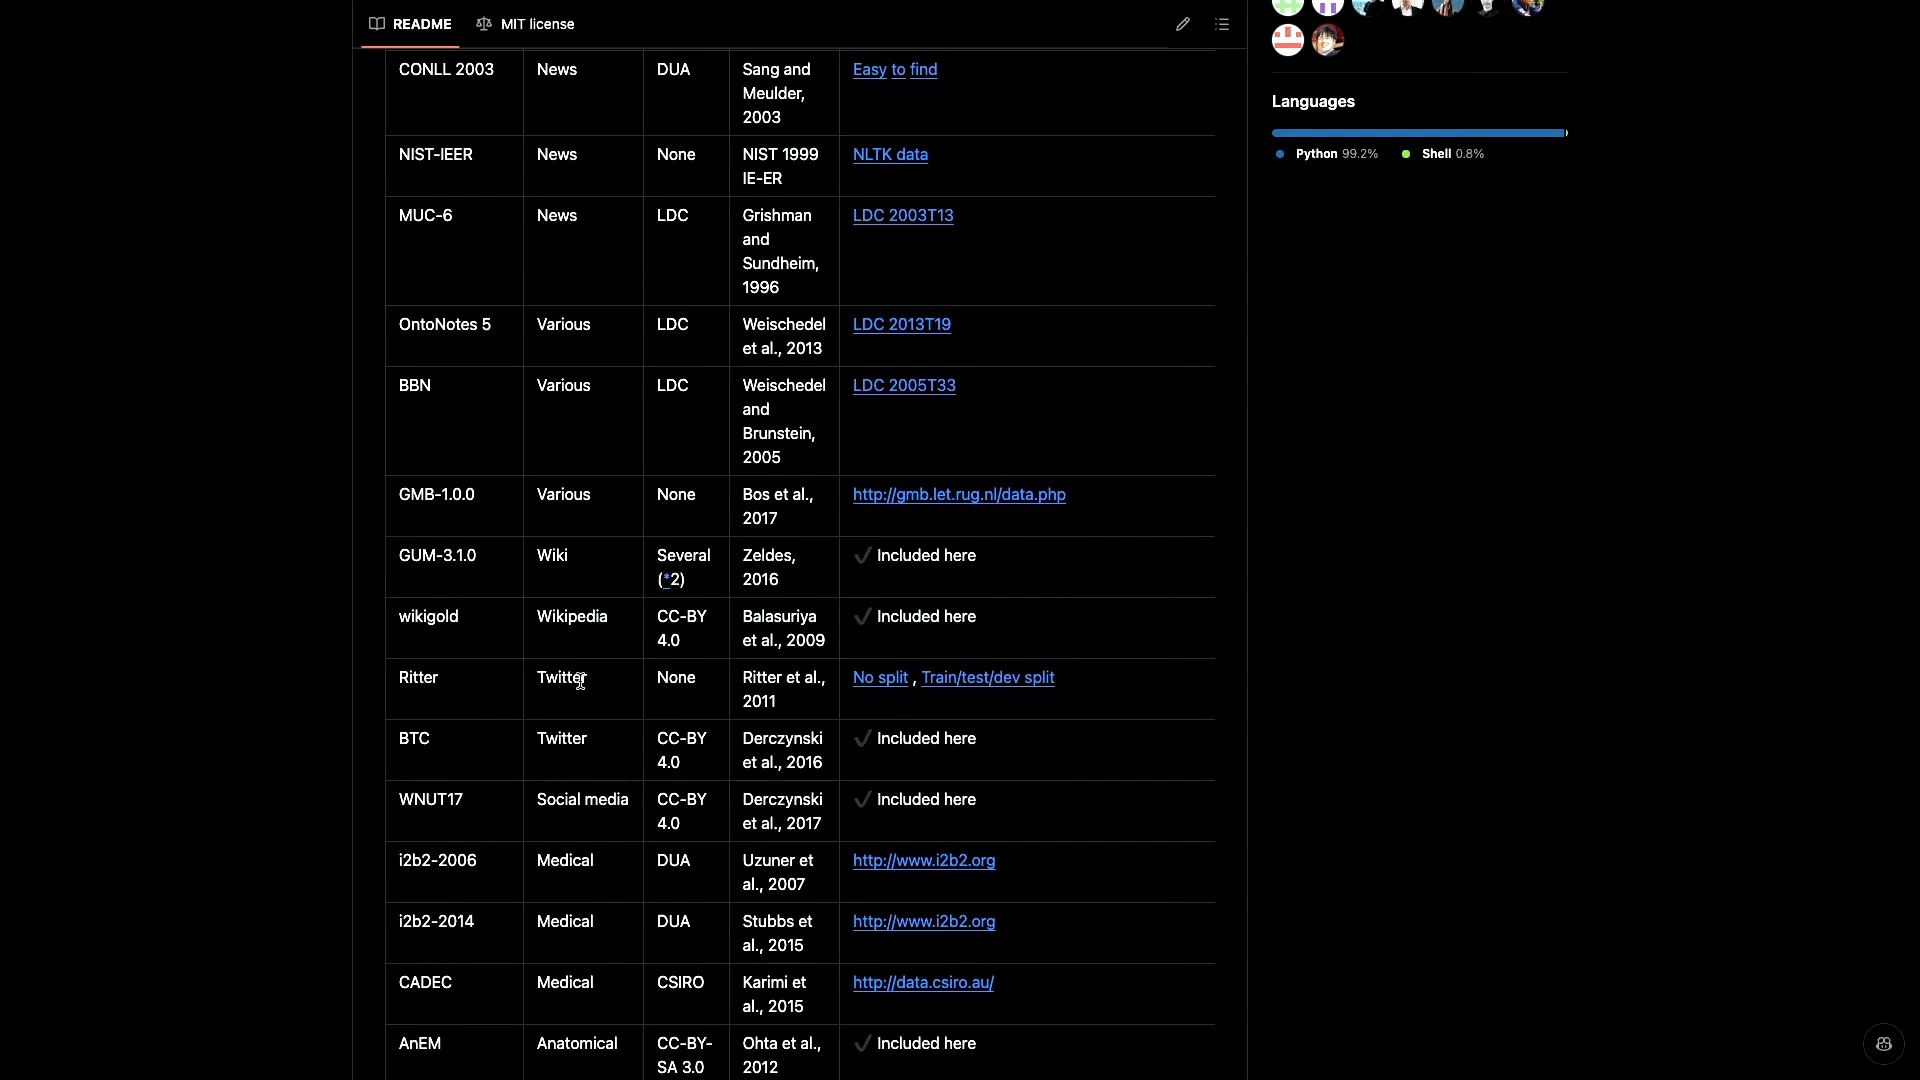 README MIT license
CONLL 2003 News DUA Sang and Easy to find
Meulder,
2003
NIST-IEER News None NIST 1999 NLTK data
IE-ER
MUC-6 News LDC Grishman LDC 2003T13
and
Sundheim,
1996
OntoNotes 5 Various LDC Weischedel LDC 2013T19
et al., 2013
BBN Various LDC Weischedel LDC 2005T33
and
Brunstein,
2005
GMB-1.0.0 Various None Bos et al., http://gmb.let.rug.nl/data.php
2017
GUM-3.1.0 Wiki Several Zeldes, ✔ Included here
(*2) 2016
wikigold Wikipedia CC-BY Balasuriya ✔ Included here
4.0 et al., 2009
Ritter Twitter None Ritter et al., No split , Train/test/dev split
2011
BTC Twitter CC-BY Derczynski ✔ Included here
4.0 et al., 2016
WNUT17 Social media CC-BY Derczynski ✔ Included here
4.0 et al., 2017
i2b2-2006 Medical DUA Uzuner et http://www.i2b2.org
al., 2007
i2b2-2014 Medical DUA Stubbs et http://www.i2b2.org
al., 2015
CADEC Medical CSIRO Karimi et http://data.csiro.au/
al., 2015
AnEM Anatomical CC-BY- Ohta et al., ✔ Included here
SA 3.0 2012
Languages
Python 99.2% Shell 0.8%